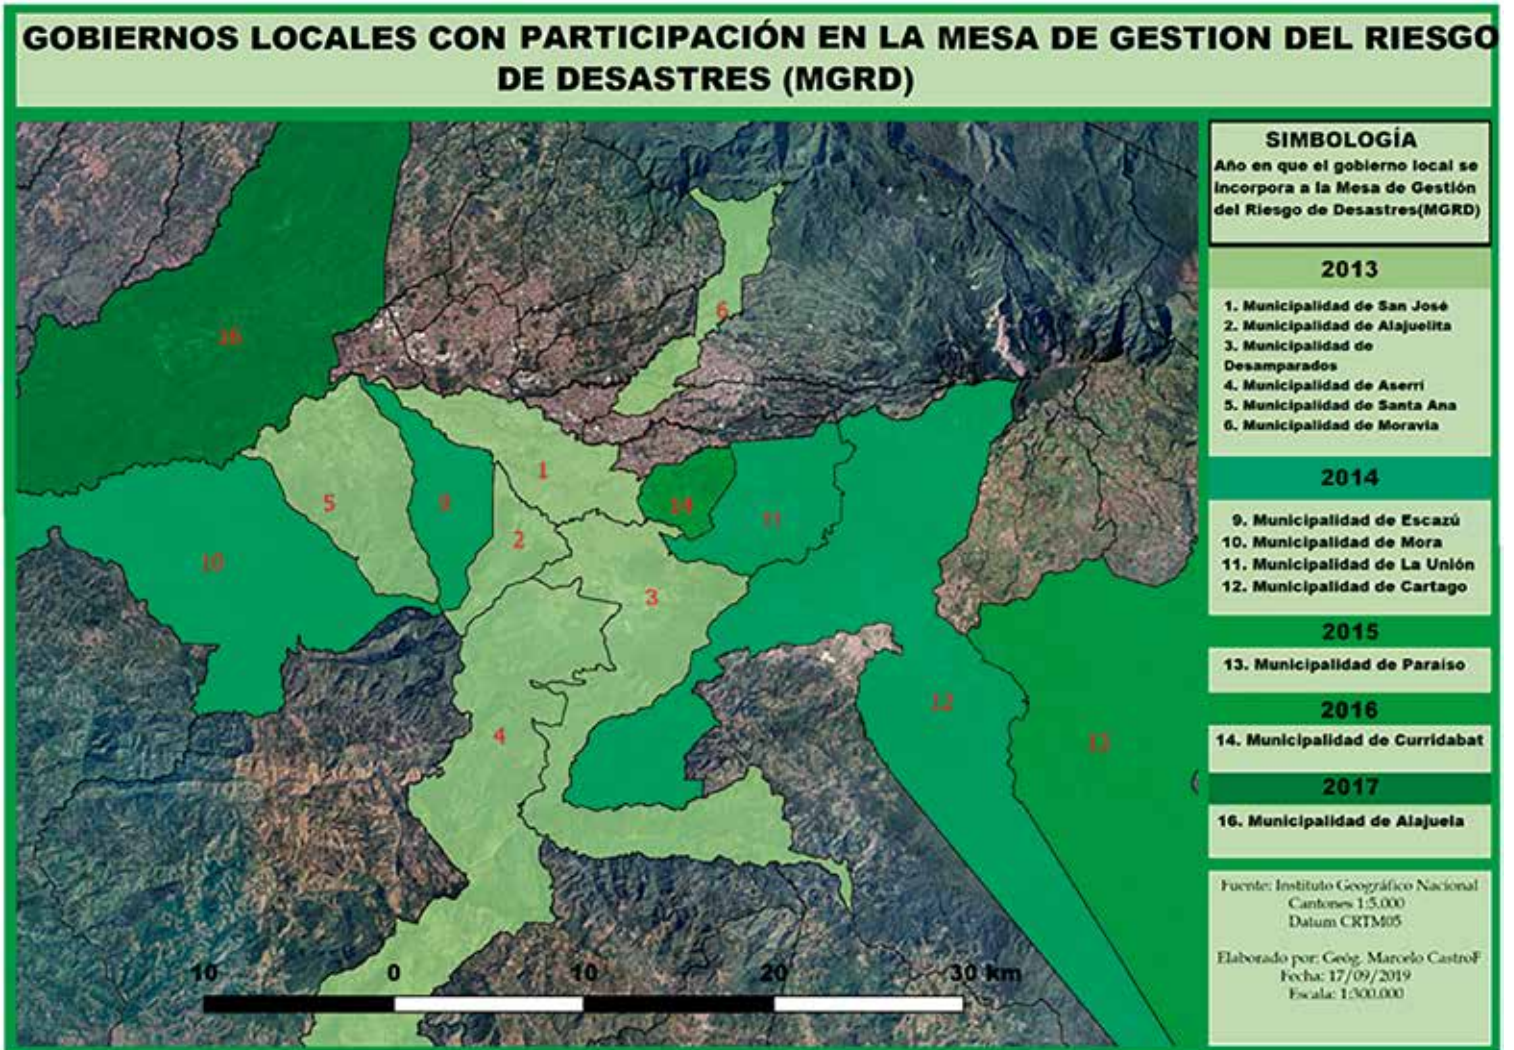 GOBIERNOS LOCALES CON PARTICIPACIÓN EN LA MESA DE GESTION DEL RIESGO
DE DESASTRES (MGRD)
SIMBOLOGÍA
Año en que el gobierno local se
incorpora a la Mesa de Gestión
del Riesgo de Desastres(MGRD)
2013
1. Municipalidad de San José
2. Municipalidad de Alajuelita
3. Municipalidad de
Desamparados
4. Municipalidad de Aserrí
5. Municipalidad de Santa Ana
6. Municipalidad de Moravia
2014
9. Municipalidad de Escazú
10. Municipalidad de Mora
11. Municipalidad de La Unión
12. Municipalidad de Cartago
2015
13. Municipalidad de Paraíso
2016
14. Municipalidad de Curridabat
2017
16. Municipalidad de Alajuela
Fuente: Instituto Geográfico Nacional
Cantones 1:5.000
Datum CRTM05
Elaborado por: Geóg. Marcelo CastroF
Fecha: 17/09/2019
Escala: 1:300.000
16
6
1
5
9
14
11
2
10
3
12
4
13
10 0 10 20 30 km